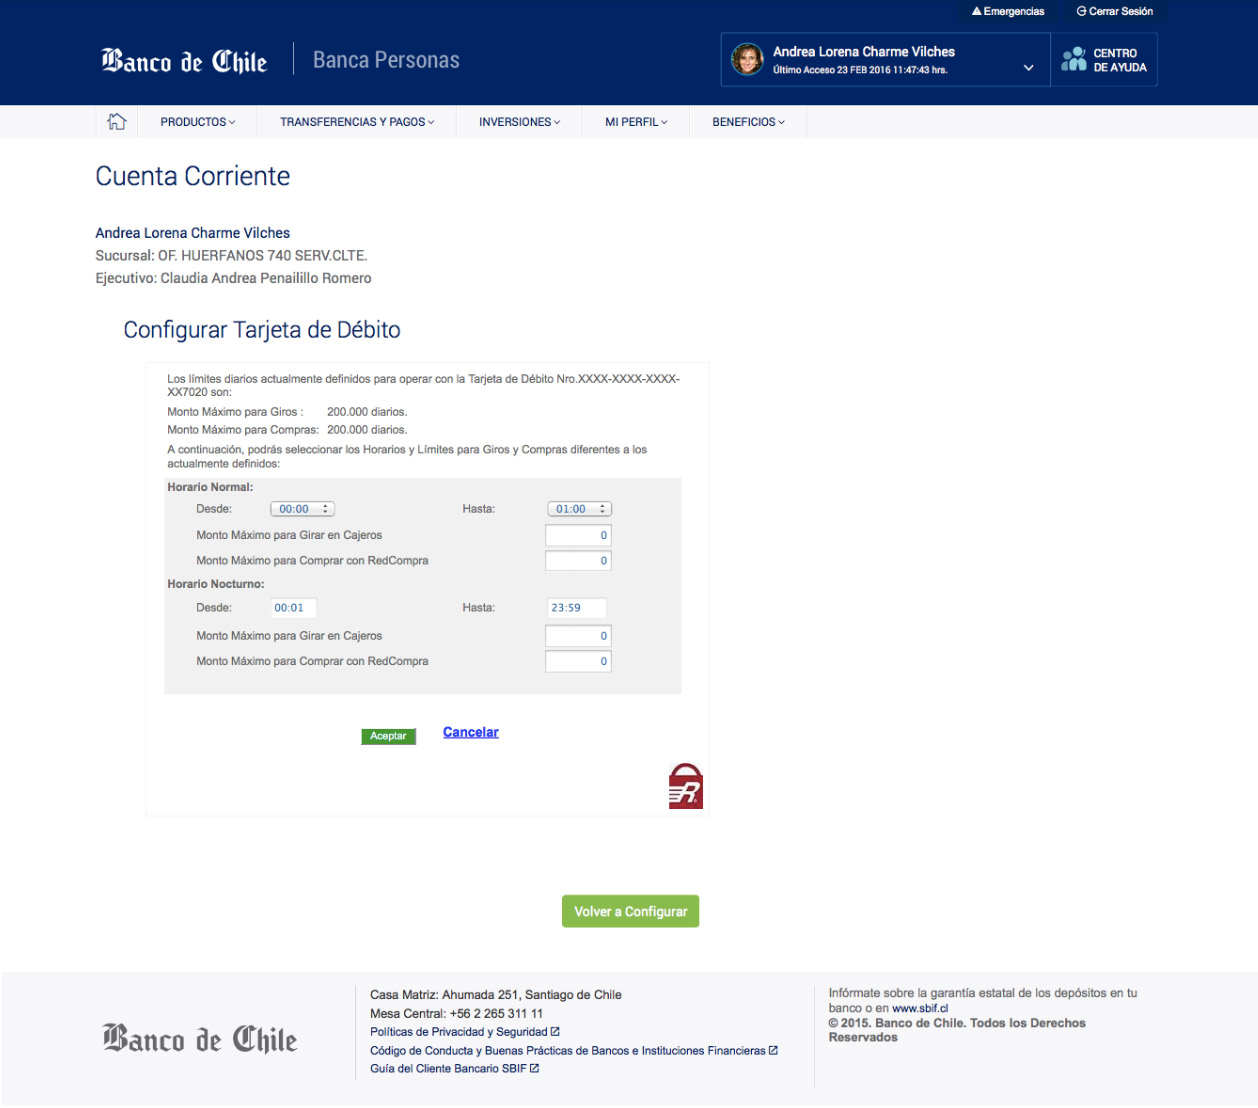 Emergencias
Cerrar Sesión
Banco de Chile
Banca Personas
Andrea Lorena Charme Vilches
Último Acceso 23 FEB 2016 11:47:43 hrs.
CENTRO
DE AYUDA
PRODUCTOS
TRANSFERENCIAS Y PAGOS
INVERSIONES
MI PERFIL
BENEFICIOS
Cuenta Corriente
Andrea Lorena Charme Vilches
Sucursal: OF. HUERFANOS 740 SERV.CLTE.
Ejecutivo: Claudia Andrea Penailillo Romero
Configurar Tarjeta de Débito
Los límites diarios actualmente definidos para operar con la Tarjeta de Débito Nro.XXXX-XXXX-XXXX-
XX7020 son:
Monto Máximo para Giros : 200.000 diarios.
Monto Máximo para Compras: 200.000 diarios.
A continuación, podrás seleccionar los Horarios y Límites para Giros y Compras diferentes a los
actualmente definidos:
Horario Normal:
Desde: 00:00 Hasta: 01:00
Monto Máximo para Girar en Cajeros 0
Monto Máximo para Comprar con RedCompra 0
Horario Nocturno:
Desde: 00:01 Hasta: 23:59
Monto Máximo para Girar en Cajeros 0
Monto Máximo para Comprar con RedCompra 0
Aceptar Cancelar
R
Volver a Configurar
Banco de Chile
Casa Matriz: Ahumada 251, Santiago de Chile
Mesa Central: +56 2 265 311 11
Políticas de Privacidad y Seguridad
Código de Conducta y Buenas Prácticas de Bancos e Instituciones Financieras
Guía del Cliente Bancario SBIF
Infórmate sobre la garantía estatal de los depósitos en tu
banco o en www.sbif.cl
© 2015. Banco de Chile. Todos los Derechos
Reservados